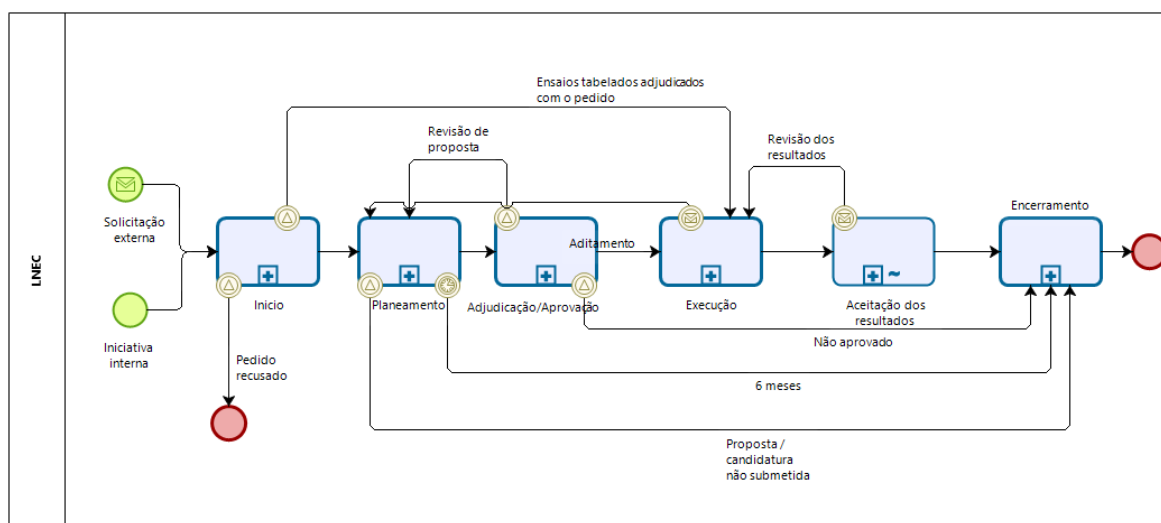 LNEC
Ensaios tabelados adjudicados
com o pedido
Revisão de
proposta
Revisão dos
resultados
Solicitação
externa
Iniciativa
interna
Inicio
Pedido
recusado
Planeamento
Adjudicação/Aprovação
Aditamento
Execução
Aceitação dos
resultados
Encerramento
Não aprovado
6 meses
Proposta /
candidatura
não submetida